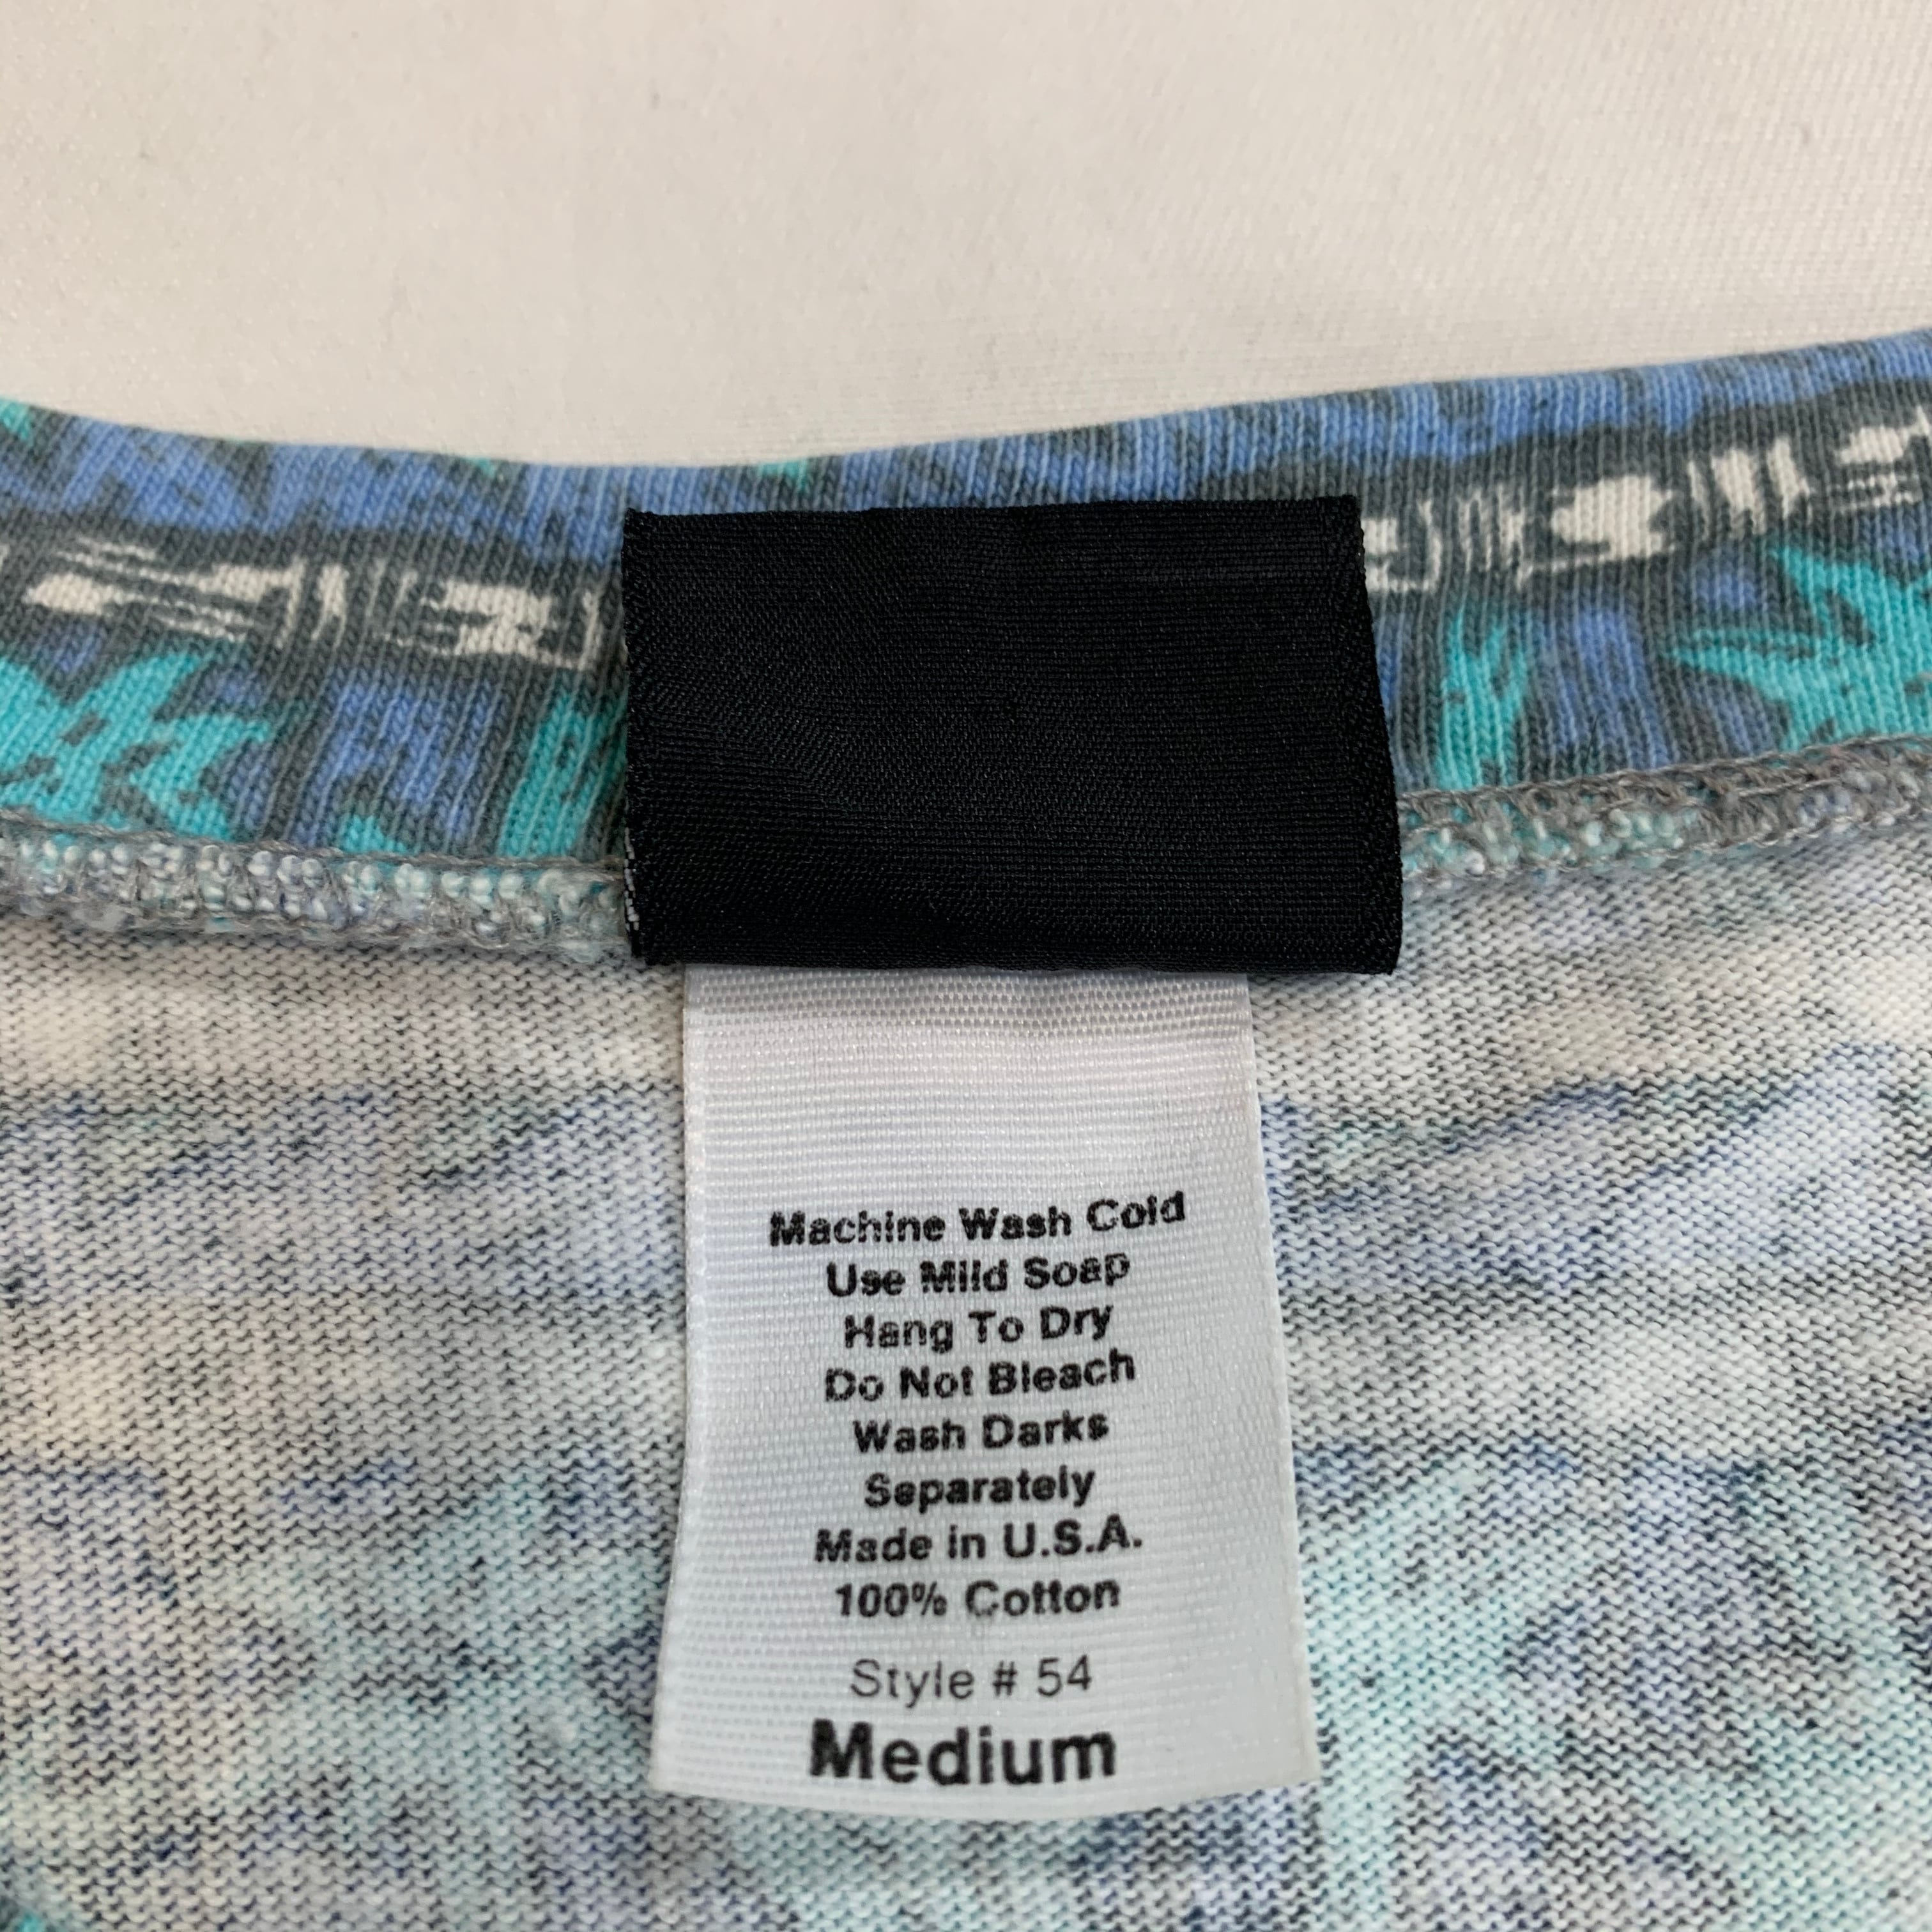 Machine Wash Cold
Use Mild Soap
Hang To Dry
Do Not Bleach
Wash Darks
Separately
Made in U.S.A.
100% Cotton
Style # 54
Medium